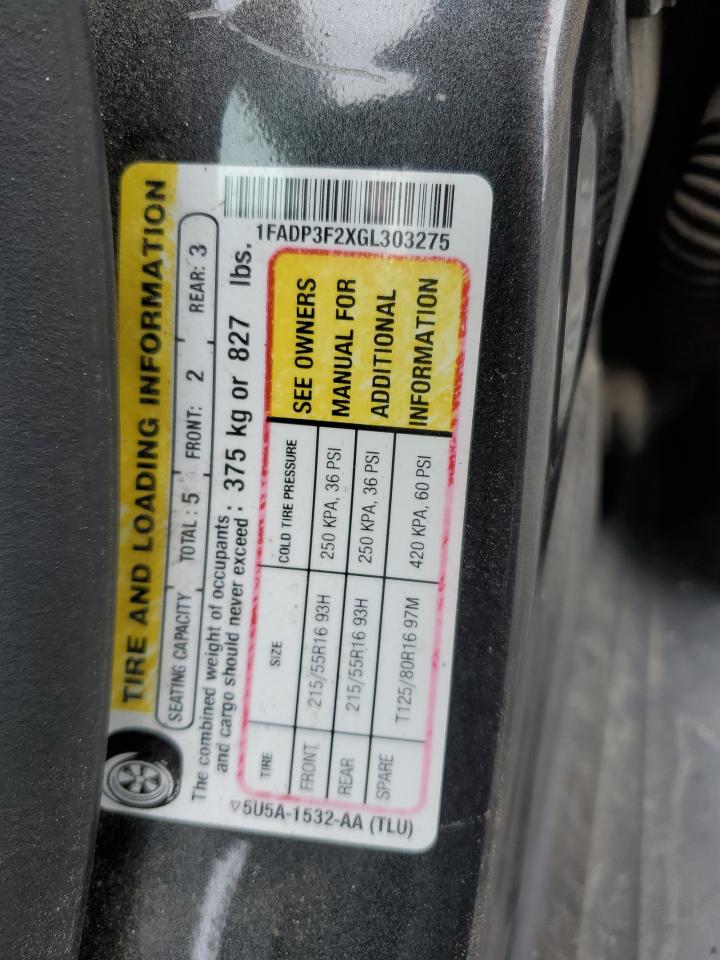 TIRE AND LOADING INFORMATION
SEATING CAPACITY TOTAL : 5 FRONT: 2 REAR: 3
The combined weight of occupants
and cargo should never exceed : 375 kg or 827 lbs.
1FADP3F2XGL303275
TIRE SIZE COLD TIRE PRESSURE
FRONT 215/55R16 93H 250 KPA, 36 PSI
REAR 215/55R16 93H 250 KPA, 36 PSI
SPARE T125/80R16 97M 420 KPA, 60 PSI
SEE OWNERS
MANUAL FOR
ADDITIONAL
INFORMATION
▽5U5A-1532-AA (TLU)